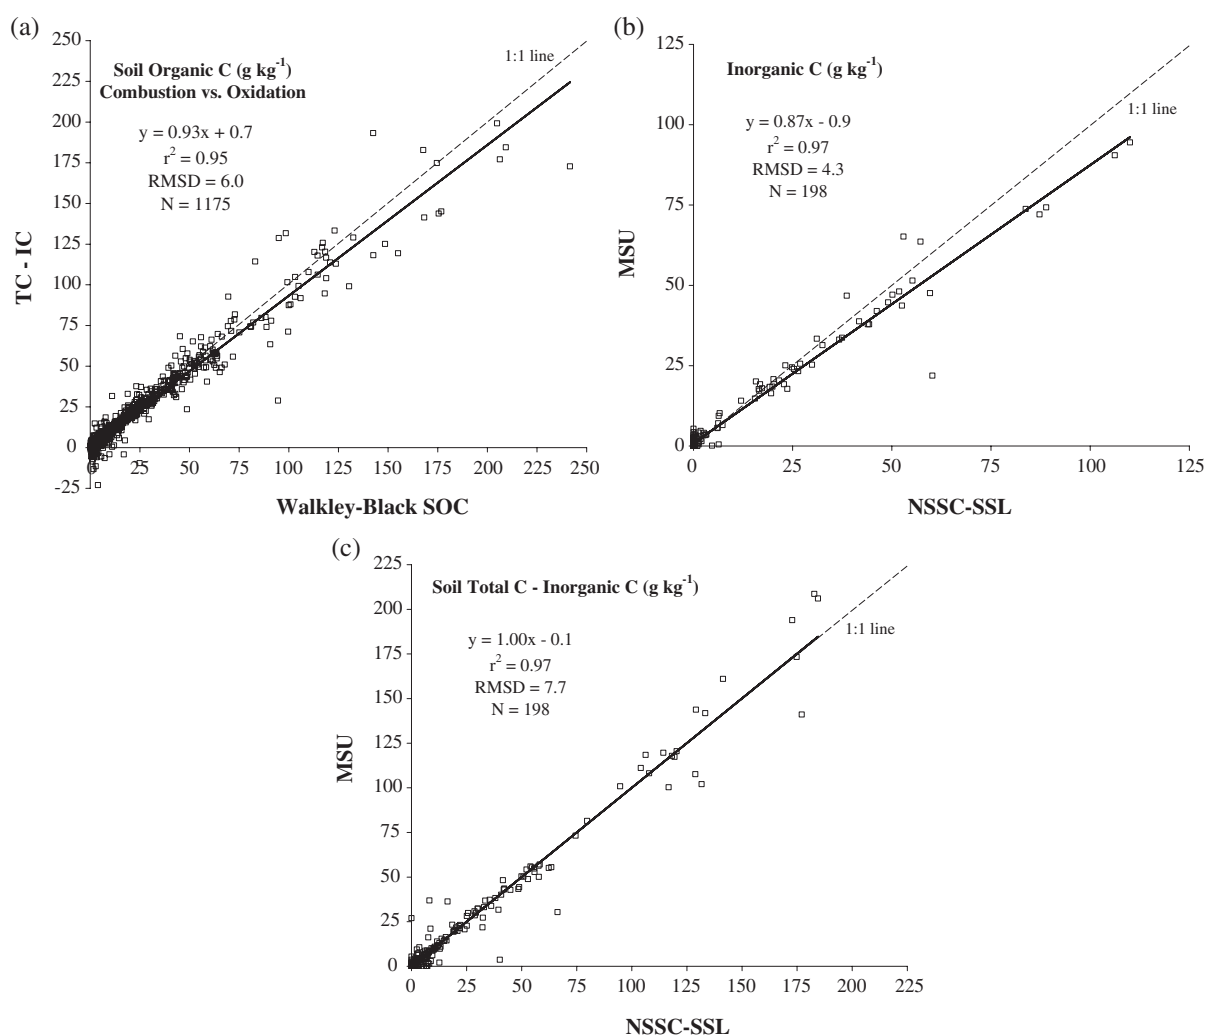 (a)
250
225
200
175
150
125
100
75
50
25
0
-25
TC - IC
Soil Organic C (g kg⁻¹)
Combustion vs. Oxidation
y = 0.93x + 0.7
r² = 0.95
RMSD = 6.0
N = 1175
1:1 line
25 50 75 100 125 150 175 200 225 250
Walkley-Black SOC
(b)
125
100
75
50
25
0
MSU
Inorganic C (g kg⁻¹)
y = 0.87x - 0.9
r² = 0.97
RMSD = 4.3
N = 198
1:1 line
0 25 50 75 100 125
NSSC-SSL
(c)
225
200
175
150
125
100
75
50
25
0
MSU
Soil Total C - Inorganic C (g kg⁻¹)
y = 1.00x - 0.1
r² = 0.97
RMSD = 7.7
N = 198
1:1 line
0 25 50 75 100 125 150 175 200 225
NSSC-SSL